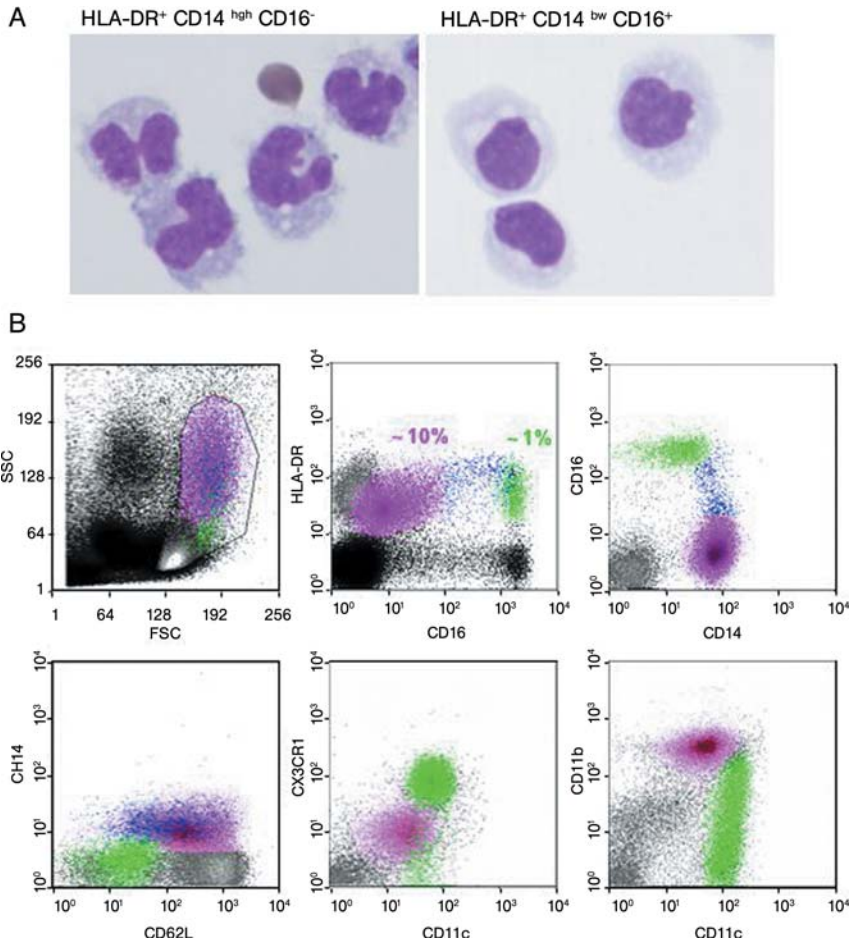 A
HLA-DR+ CD14 hgh CD16-
HLA-DR+ CD14 bw CD16+
B
256
192
128
64
1
SSC
1 64 128 192 256
FSC
10⁴
10³
10²
10¹
10⁰
HLA-DR
~10%
~1%
10⁰ 10¹ 10² 10³ 10⁴
CD16
10⁴
10³
10²
10¹
10⁰
CD16
10⁰ 10¹ 10² 10³ 10⁴
CD14
10⁴
10³
10²
10¹
10⁰
CH14
10⁰ 10¹ 10² 10³ 10⁴
CD62L
10⁴
10³
10²
10¹
10⁰
CX3CR1
10⁰ 10¹ 10² 10³ 10⁴
CD11c
10⁴
10³
10²
10¹
10⁰
CD11b
10⁰ 10¹ 10² 10³ 10⁴
CD11c